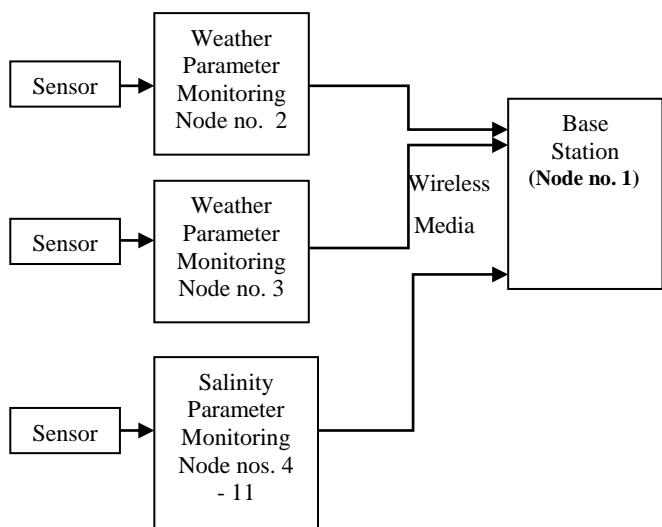 Sensor
Weather
Parameter
Monitoring
Node no. 2
Sensor
Weather
Parameter
Monitoring
Node no. 3
Sensor
Salinity
Parameter
Monitoring
Node nos. 4
- 11
Wireless
Media
Base
Station
(Node no. 1)